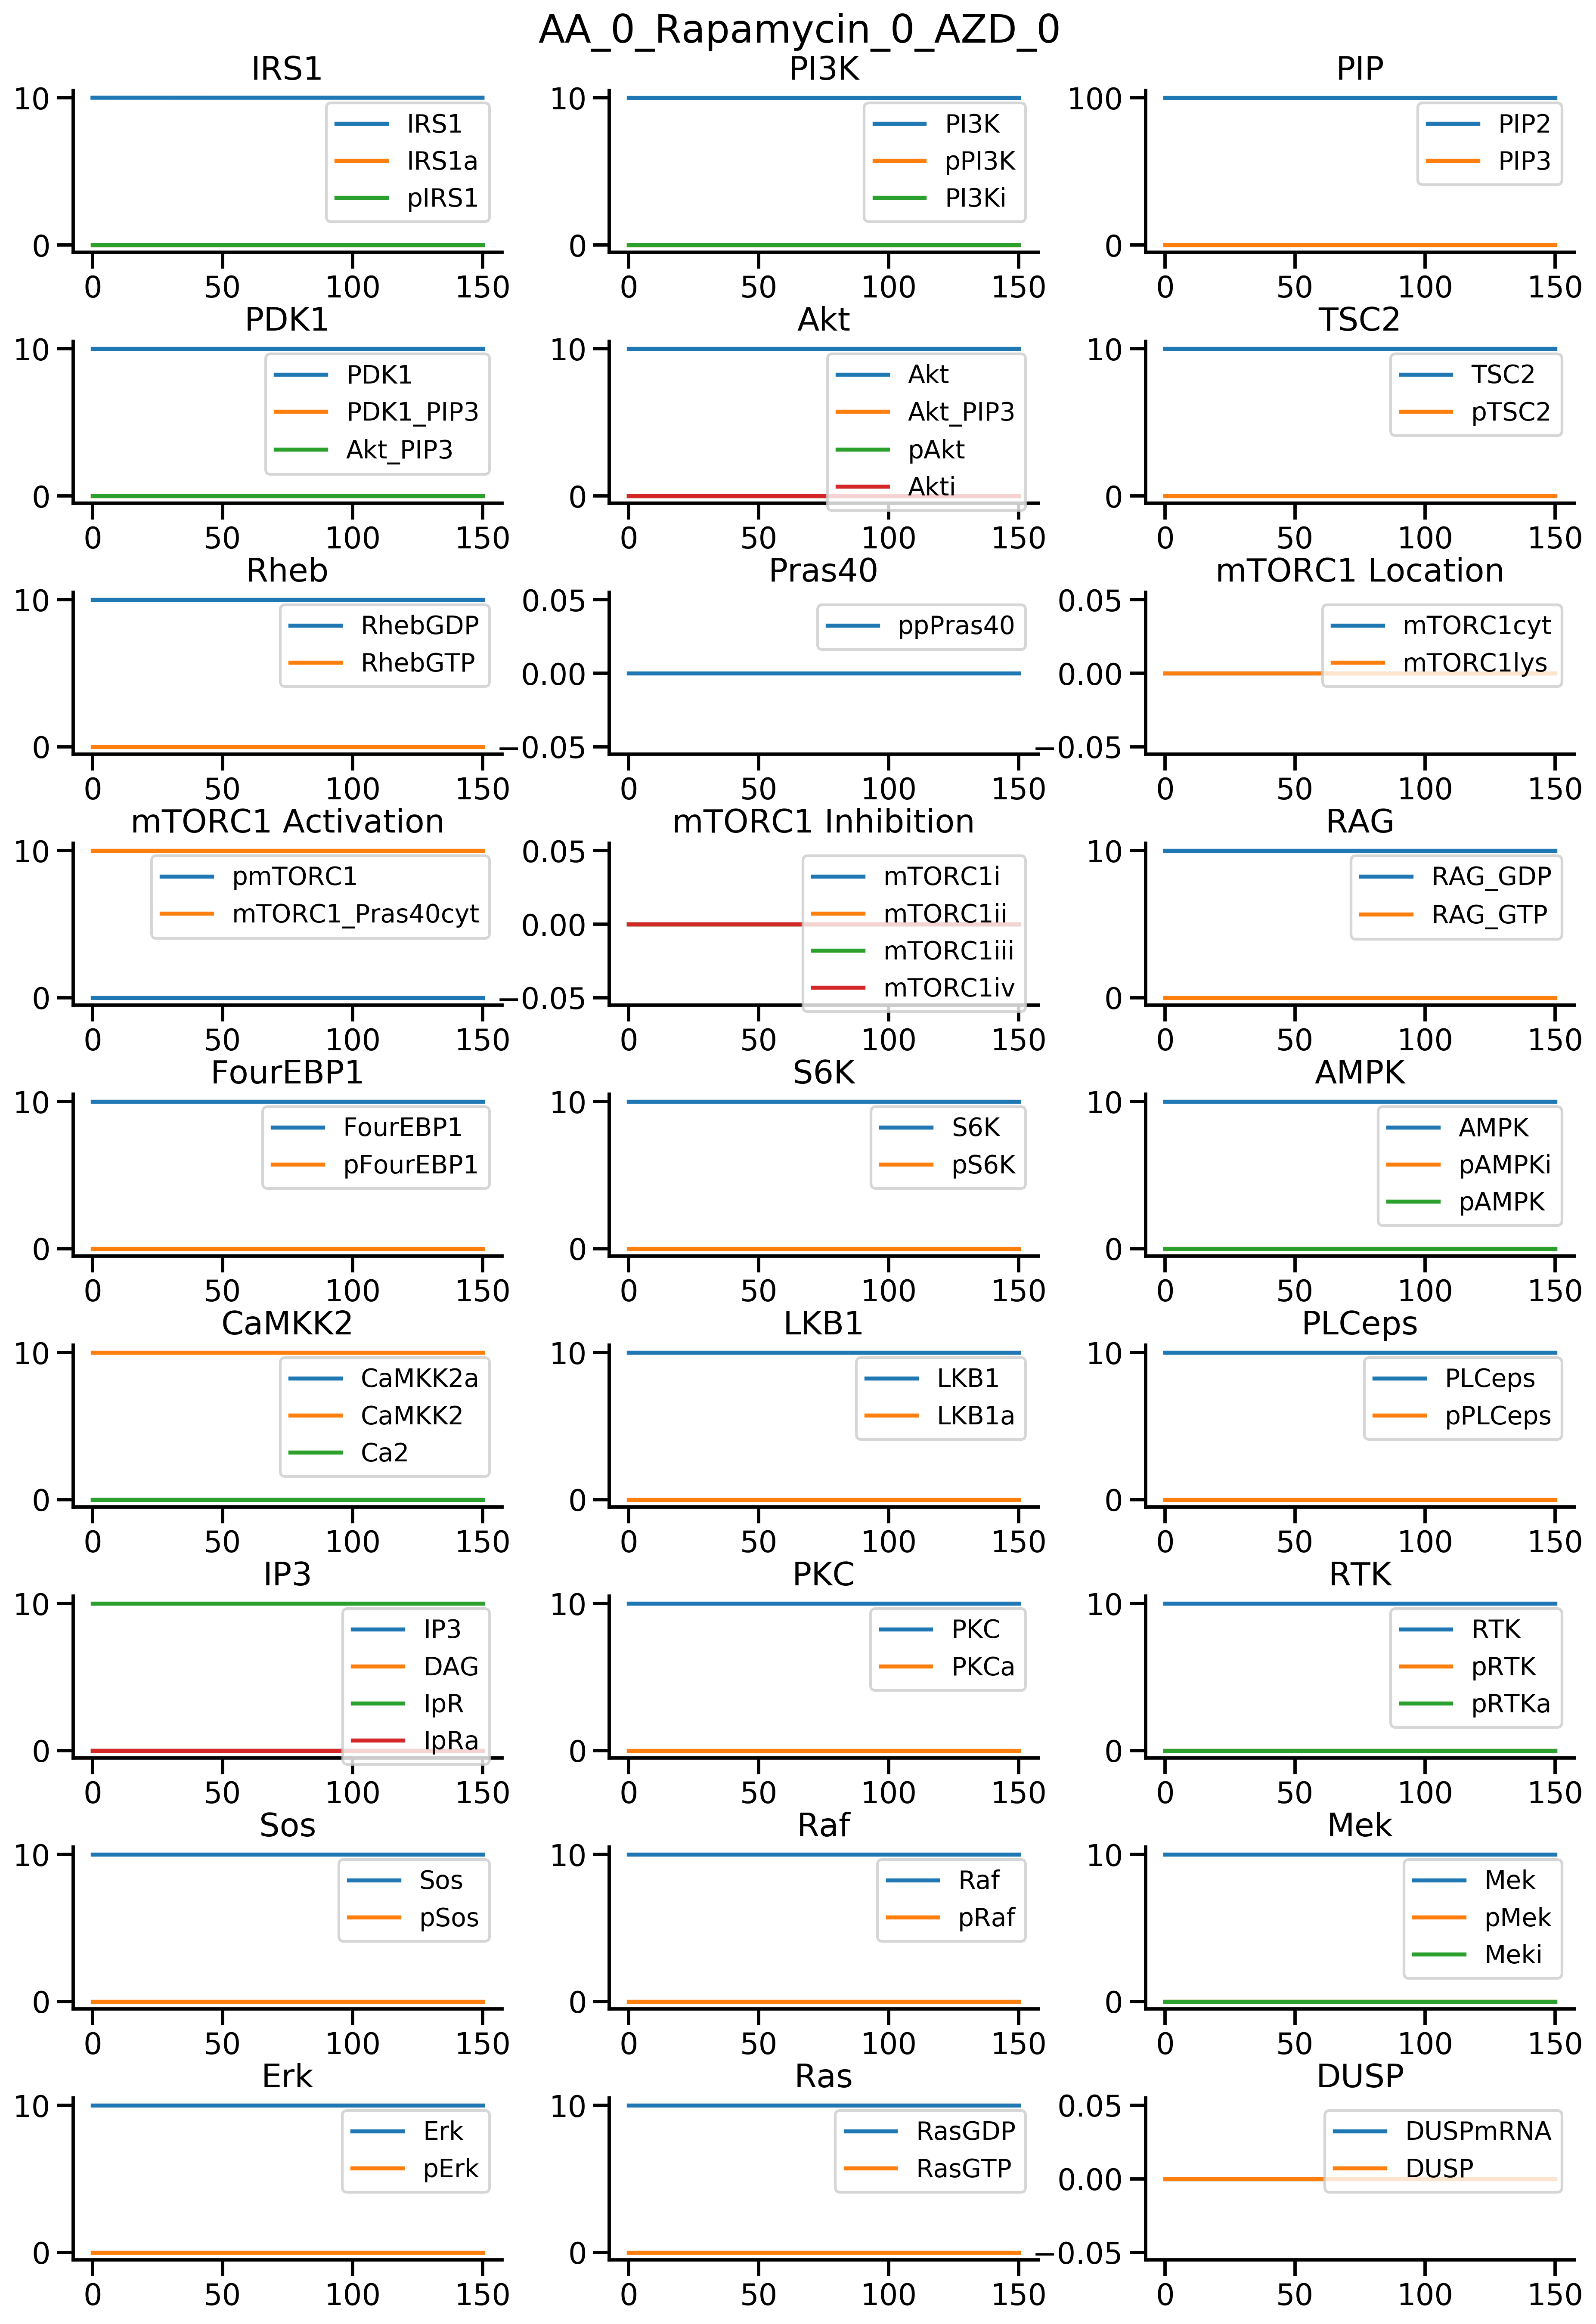 AA_0_Rapamycin_0_AZD_0
IRS1
10
0
0 50 100 150
IRS1
IRS1a
pIRS1
PI3K
10
0
0 50 100 150
PI3K
pPI3K
PI3Ki
PIP
100
0
0 50 100 150
PIP2
PIP3
PDK1
10
0
0 50 100 150
PDK1
PDK1_PIP3
Akt_PIP3
Akt
10
0
0 50 100 150
Akt
Akt_PIP3
pAkt
Akti
TSC2
10
0
0 50 100 150
TSC2
pTSC2
Rheb
10
0
0 50 100 150
RhebGDP
RhebGTP
Pras40
0.05
0.00
−0.05
0 50 100 150
ppPras40
mTORC1 Location
0.05
0.00
−0.05
0 50 100 150
mTORC1cyt
mTORC1lys
mTORC1 Activation
10
0
0 50 100 150
pmTORC1
mTORC1_Pras40cyt
mTORC1 Inhibition
0.05
0.00
−0.05
0 50 100 150
mTORC1i
mTORC1ii
mTORC1iii
mTORC1iv
RAG
10
0
0 50 100 150
RAG_GDP
RAG_GTP
FourEBP1
10
0
0 50 100 150
FourEBP1
pFourEBP1
S6K
10
0
0 50 100 150
S6K
pS6K
AMPK
10
0
0 50 100 150
AMPK
pAMPKi
pAMPK
CaMKK2
10
0
0 50 100 150
CaMKK2a
CaMKK2
Ca2
LKB1
10
0
0 50 100 150
LKB1
LKB1a
PLCeps
10
0
0 50 100 150
PLCeps
pPLCeps
IP3
10
0
0 50 100 150
IP3
DAG
IpR
IpRa
PKC
10
0
0 50 100 150
PKC
PKCa
RTK
10
0
0 50 100 150
RTK
pRTK
pRTKa
Sos
10
0
0 50 100 150
Sos
pSos
Raf
10
0
0 50 100 150
Raf
pRaf
Mek
10
0
0 50 100 150
Mek
pMek
Meki
Erk
10
0
0 50 100 150
Erk
pErk
Ras
10
0
0 50 100 150
RasGDP
RasGTP
DUSP
0.05
0.00
−0.05
0 50 100 150
DUSPmRNA
DUSP